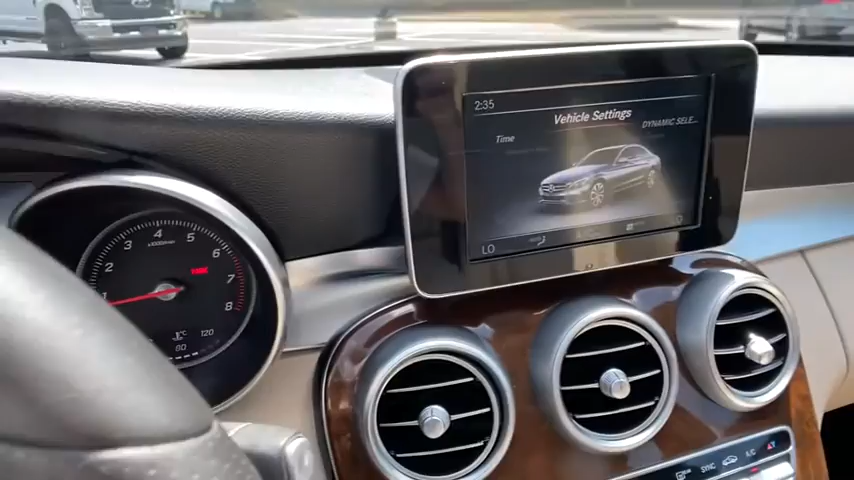 2:35
Vehicle Settings
Time
DYNAMIC SELE
LO
1
2
3
4
5
6
7
8
x1000r/min
°C
80
120
SYNC
A/C